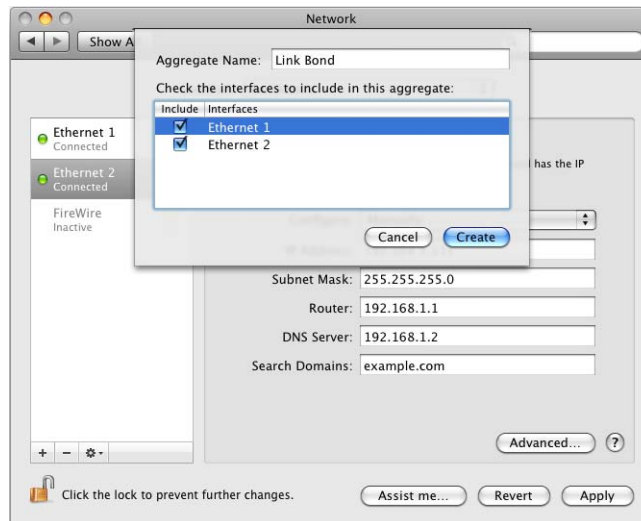 Network
Show A
Aggregate Name: Link Bond
Check the interfaces to include in this aggregate:
Include Interfaces
Ethernet 1
Ethernet 2
Cancel Create
Ethernet 1
Connected
Ethernet 2
Connected
FireWire
Inactive
has the IP
Subnet Mask: 255.255.255.0
Router: 192.168.1.1
DNS Server: 192.168.1.2
Search Domains: example.com
Advanced... ?
Click the lock to prevent further changes.
Assist me... Revert Apply